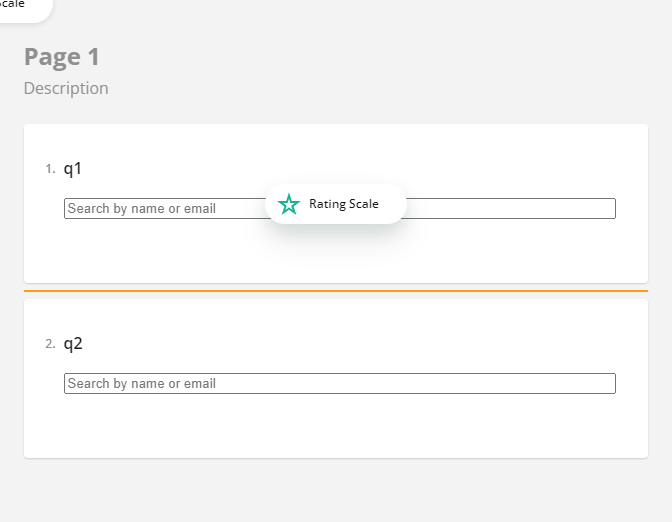 Scale
Page 1
Description
1. q1
Search by name or email
Rating Scale
2. q2
Search by name or email